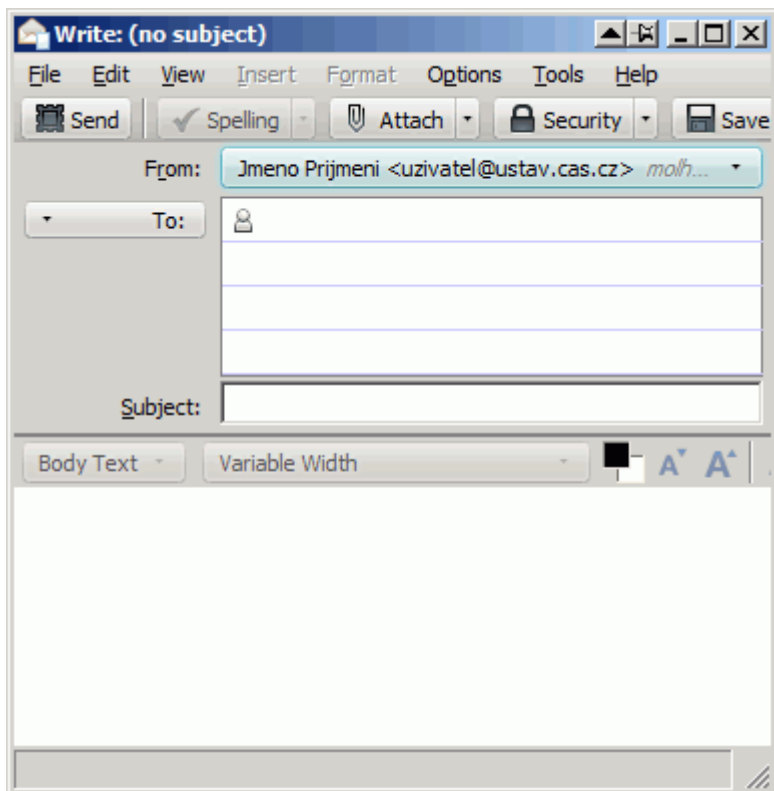 Write: (no subject)
File Edit View Insert Format Options Tools Help
Send Spelling Attach Security Save
From: Jmeno Prijmeni <uzivatel@ustav.cas.cz> molh...
To:
Subject:
Body Text Variable Width A A